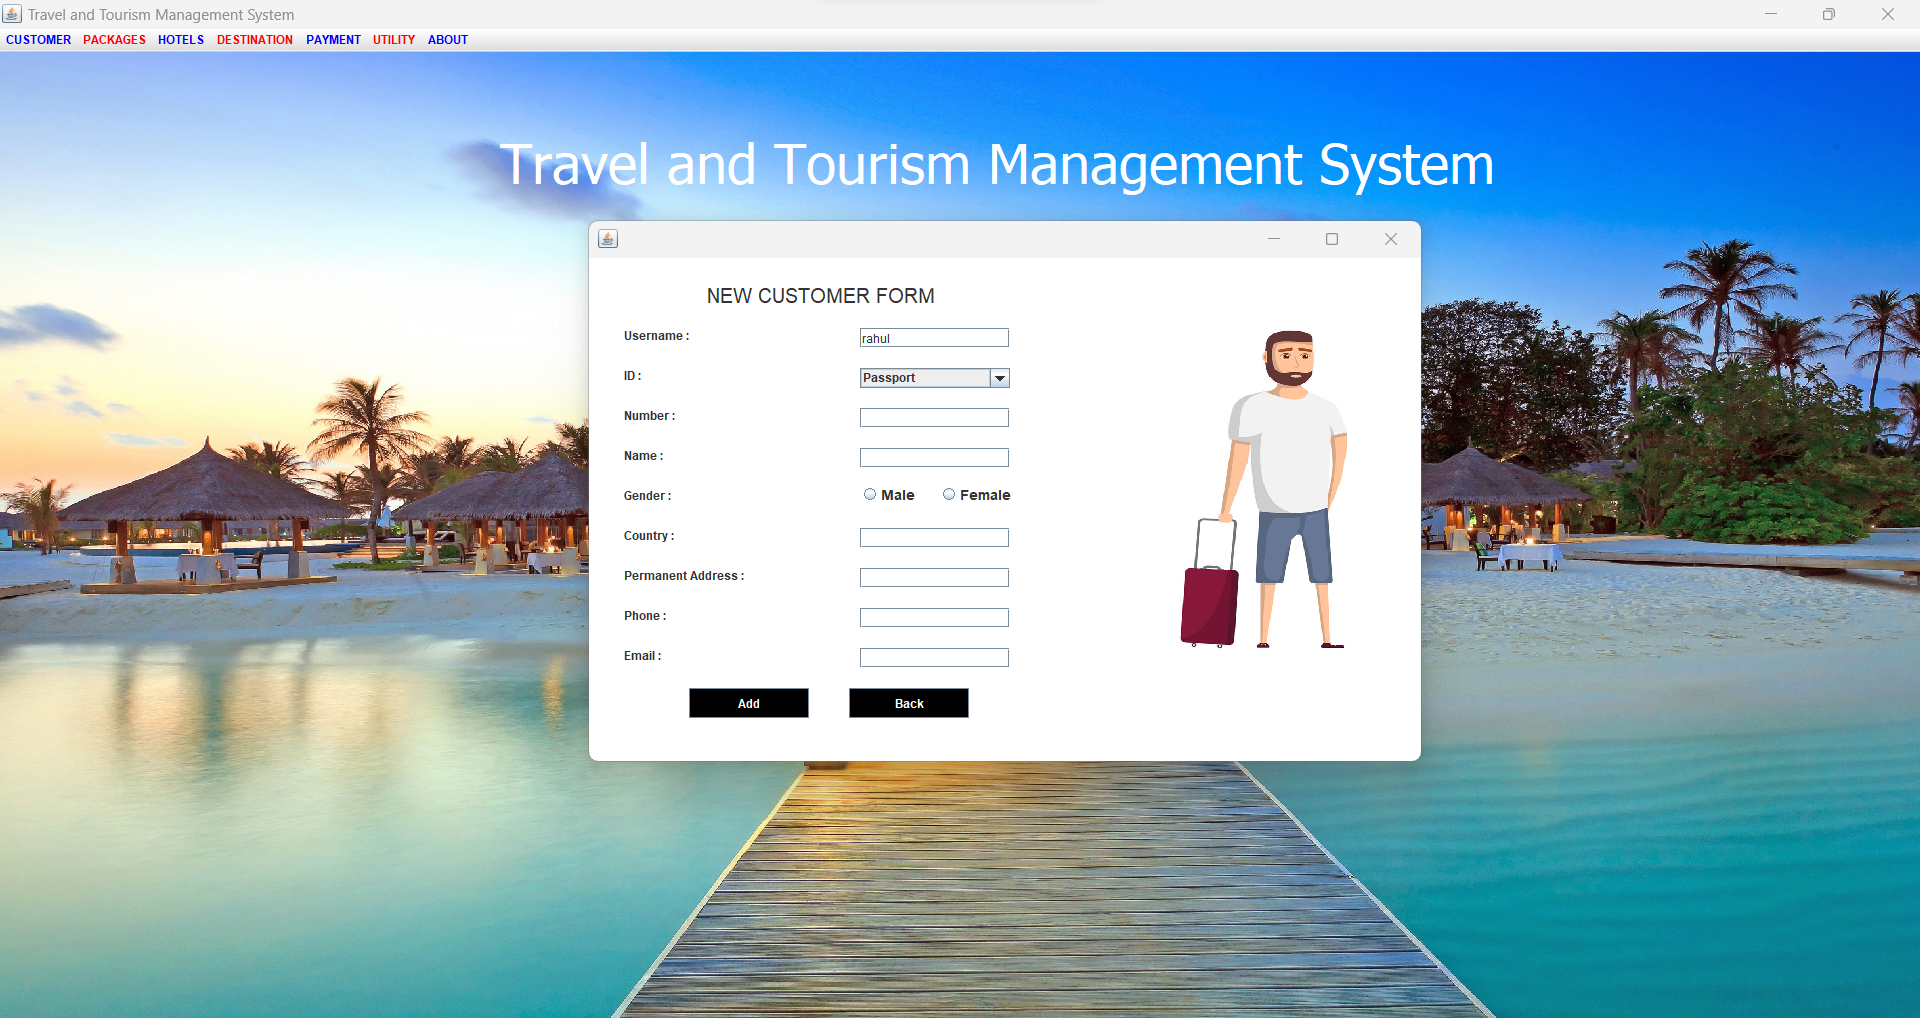 Travel and Tourism Management System
CUSTOMER PACKAGES HOTELS DESTINATION PAYMENT UTILITY ABOUT
Travel and Tourism Management System
NEW CUSTOMER FORM
Username : rahul
ID : Passport
Number :
Name :
Gender : Male Female
Country :
Permanent Address :
Phone :
Email :
Add Back